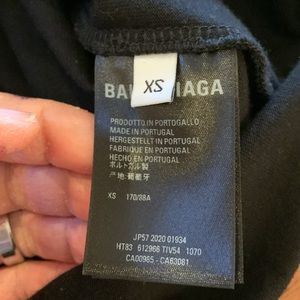 XS
PRODOTTO IN PORTOGALLO
MADE IN PORTUGAL
HERGESTELLT IN PORTUGAL
FABRIQUE EN PORTUGAL
HECHO EN PORTUGAL
ポルトガル製
产地:葡萄牙
XS 170/88A
JP57 2020 01934
HT83 612966 TIV54 1070
CA00965 - CA63081